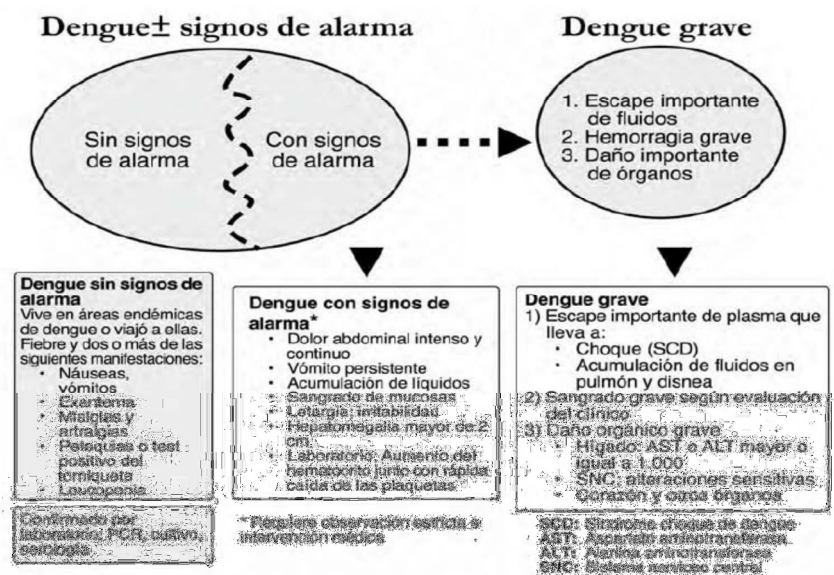 Dengue± signos de alarma
Dengue grave
Sin signos
de alarma
Con signos
de alarma
1. Escape importante
de fluidos
2. Hemorragia grave
3. Daño importante
de órganos
Dengue sin signos de
alarma
Vive en áreas endémicas
de dengue o viajó a ellas.
Fiebre y dos o más de las
siguientes manifestaciones:
• Náuseas,
vómitos
• Exantema
• Mialgias y
artralgias
• Petequias o test
positivo del
torniquete
• Leucopenia
Confirmado por
laboratorio: PCR, cultivo,
serología
Dengue con signos de
alarma*
• Dolor abdominal intenso y
continuo
• Vómito persistente
• Acumulación de líquidos
• Sangrado de mucosas
• Letargia; irritabilidad
• Hepatomegalia mayor de 2
cm
• Laboratorio: Aumento del
hematocrito junto con rápida
caída de las plaquetas
* Requiere observación estricta e
intervención médica
Dengue grave
1) Escape importante de plasma que
lleva a:
• Choque (SCD)
• Acumulación de fluidos en
pulmón y disnea
2) Sangrado grave según evaluación
del clínico
3) Daño orgánico grave
• Hígado: AST o ALT mayor o
igual a 1.000
• SNC: alteraciones sensitivas
• Corazón y otros órganos
SCD: Síndrome choque de dengue
AST: Aspartato aminotransferasa
ALT: Alanina aminotransferasa
SNC: Sistema nervioso central